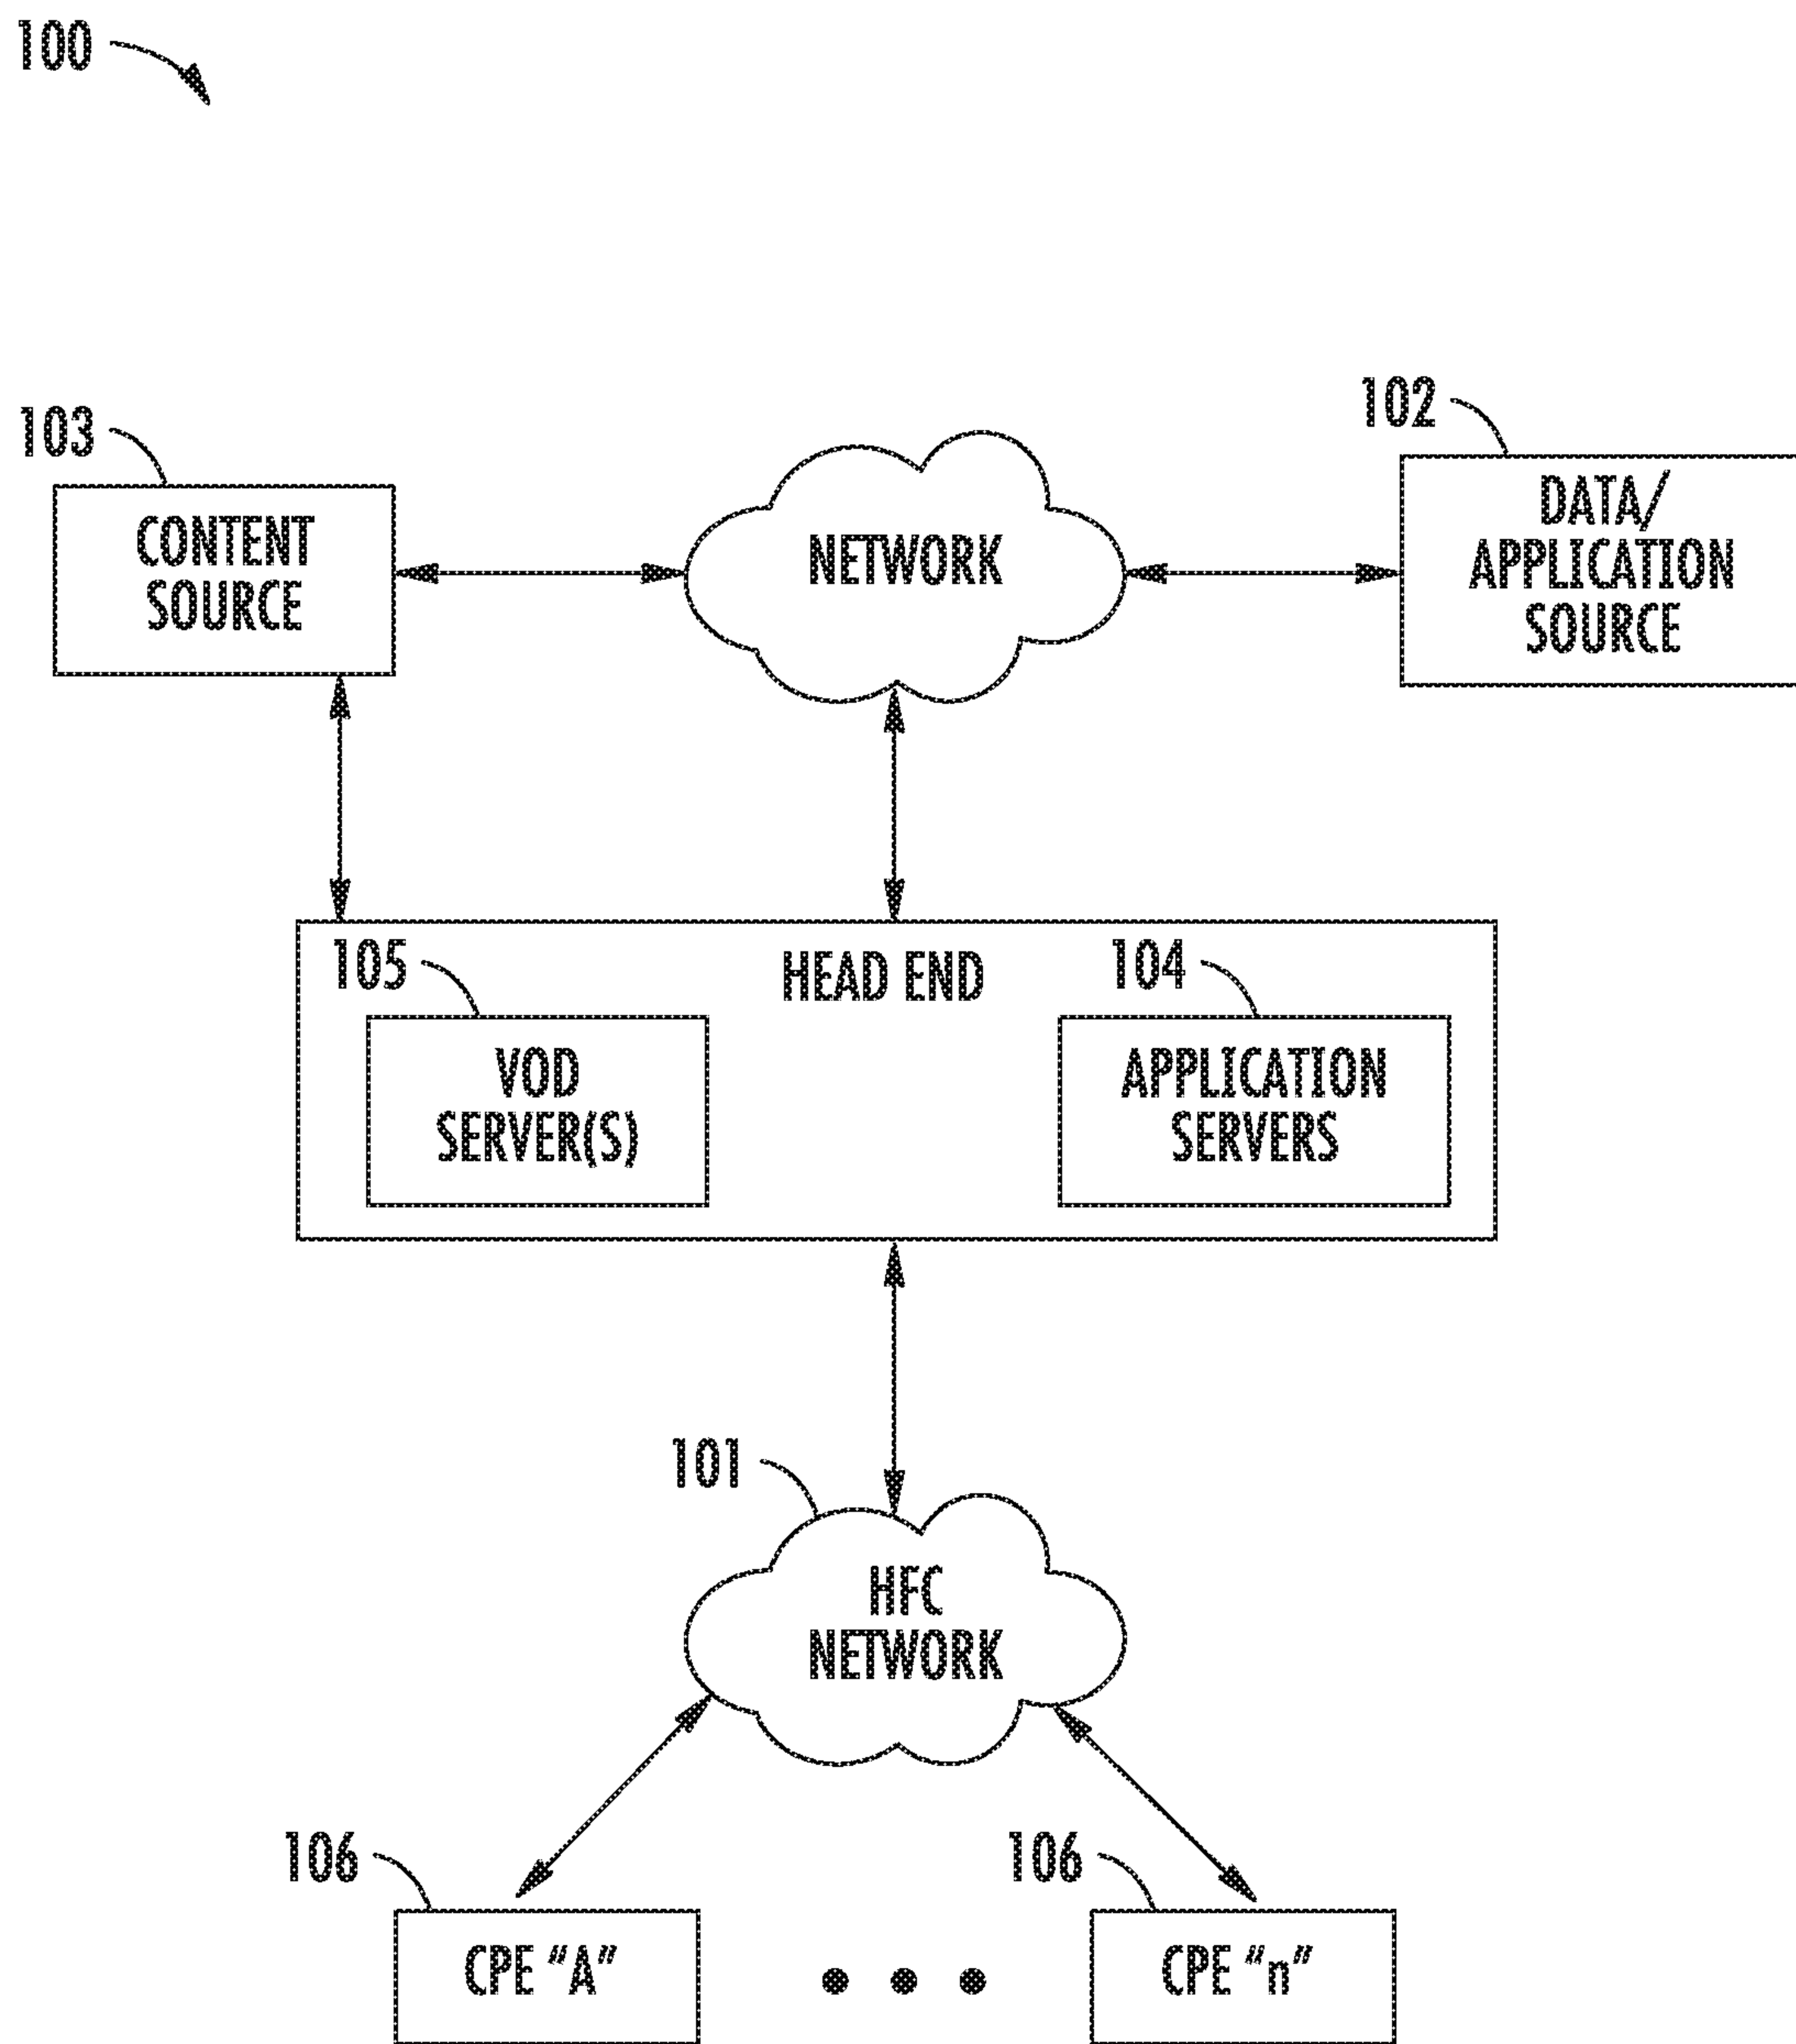 100
103
102
CONTENT
SOURCE
NETWORK
DATA/
APPLICATION
SOURCE
105
HEAD END
104
VOD
SERVER(S)
APPLICATION
SERVERS
101
HFC
NETWORK
106
106
CPE “A”
CPE “n”